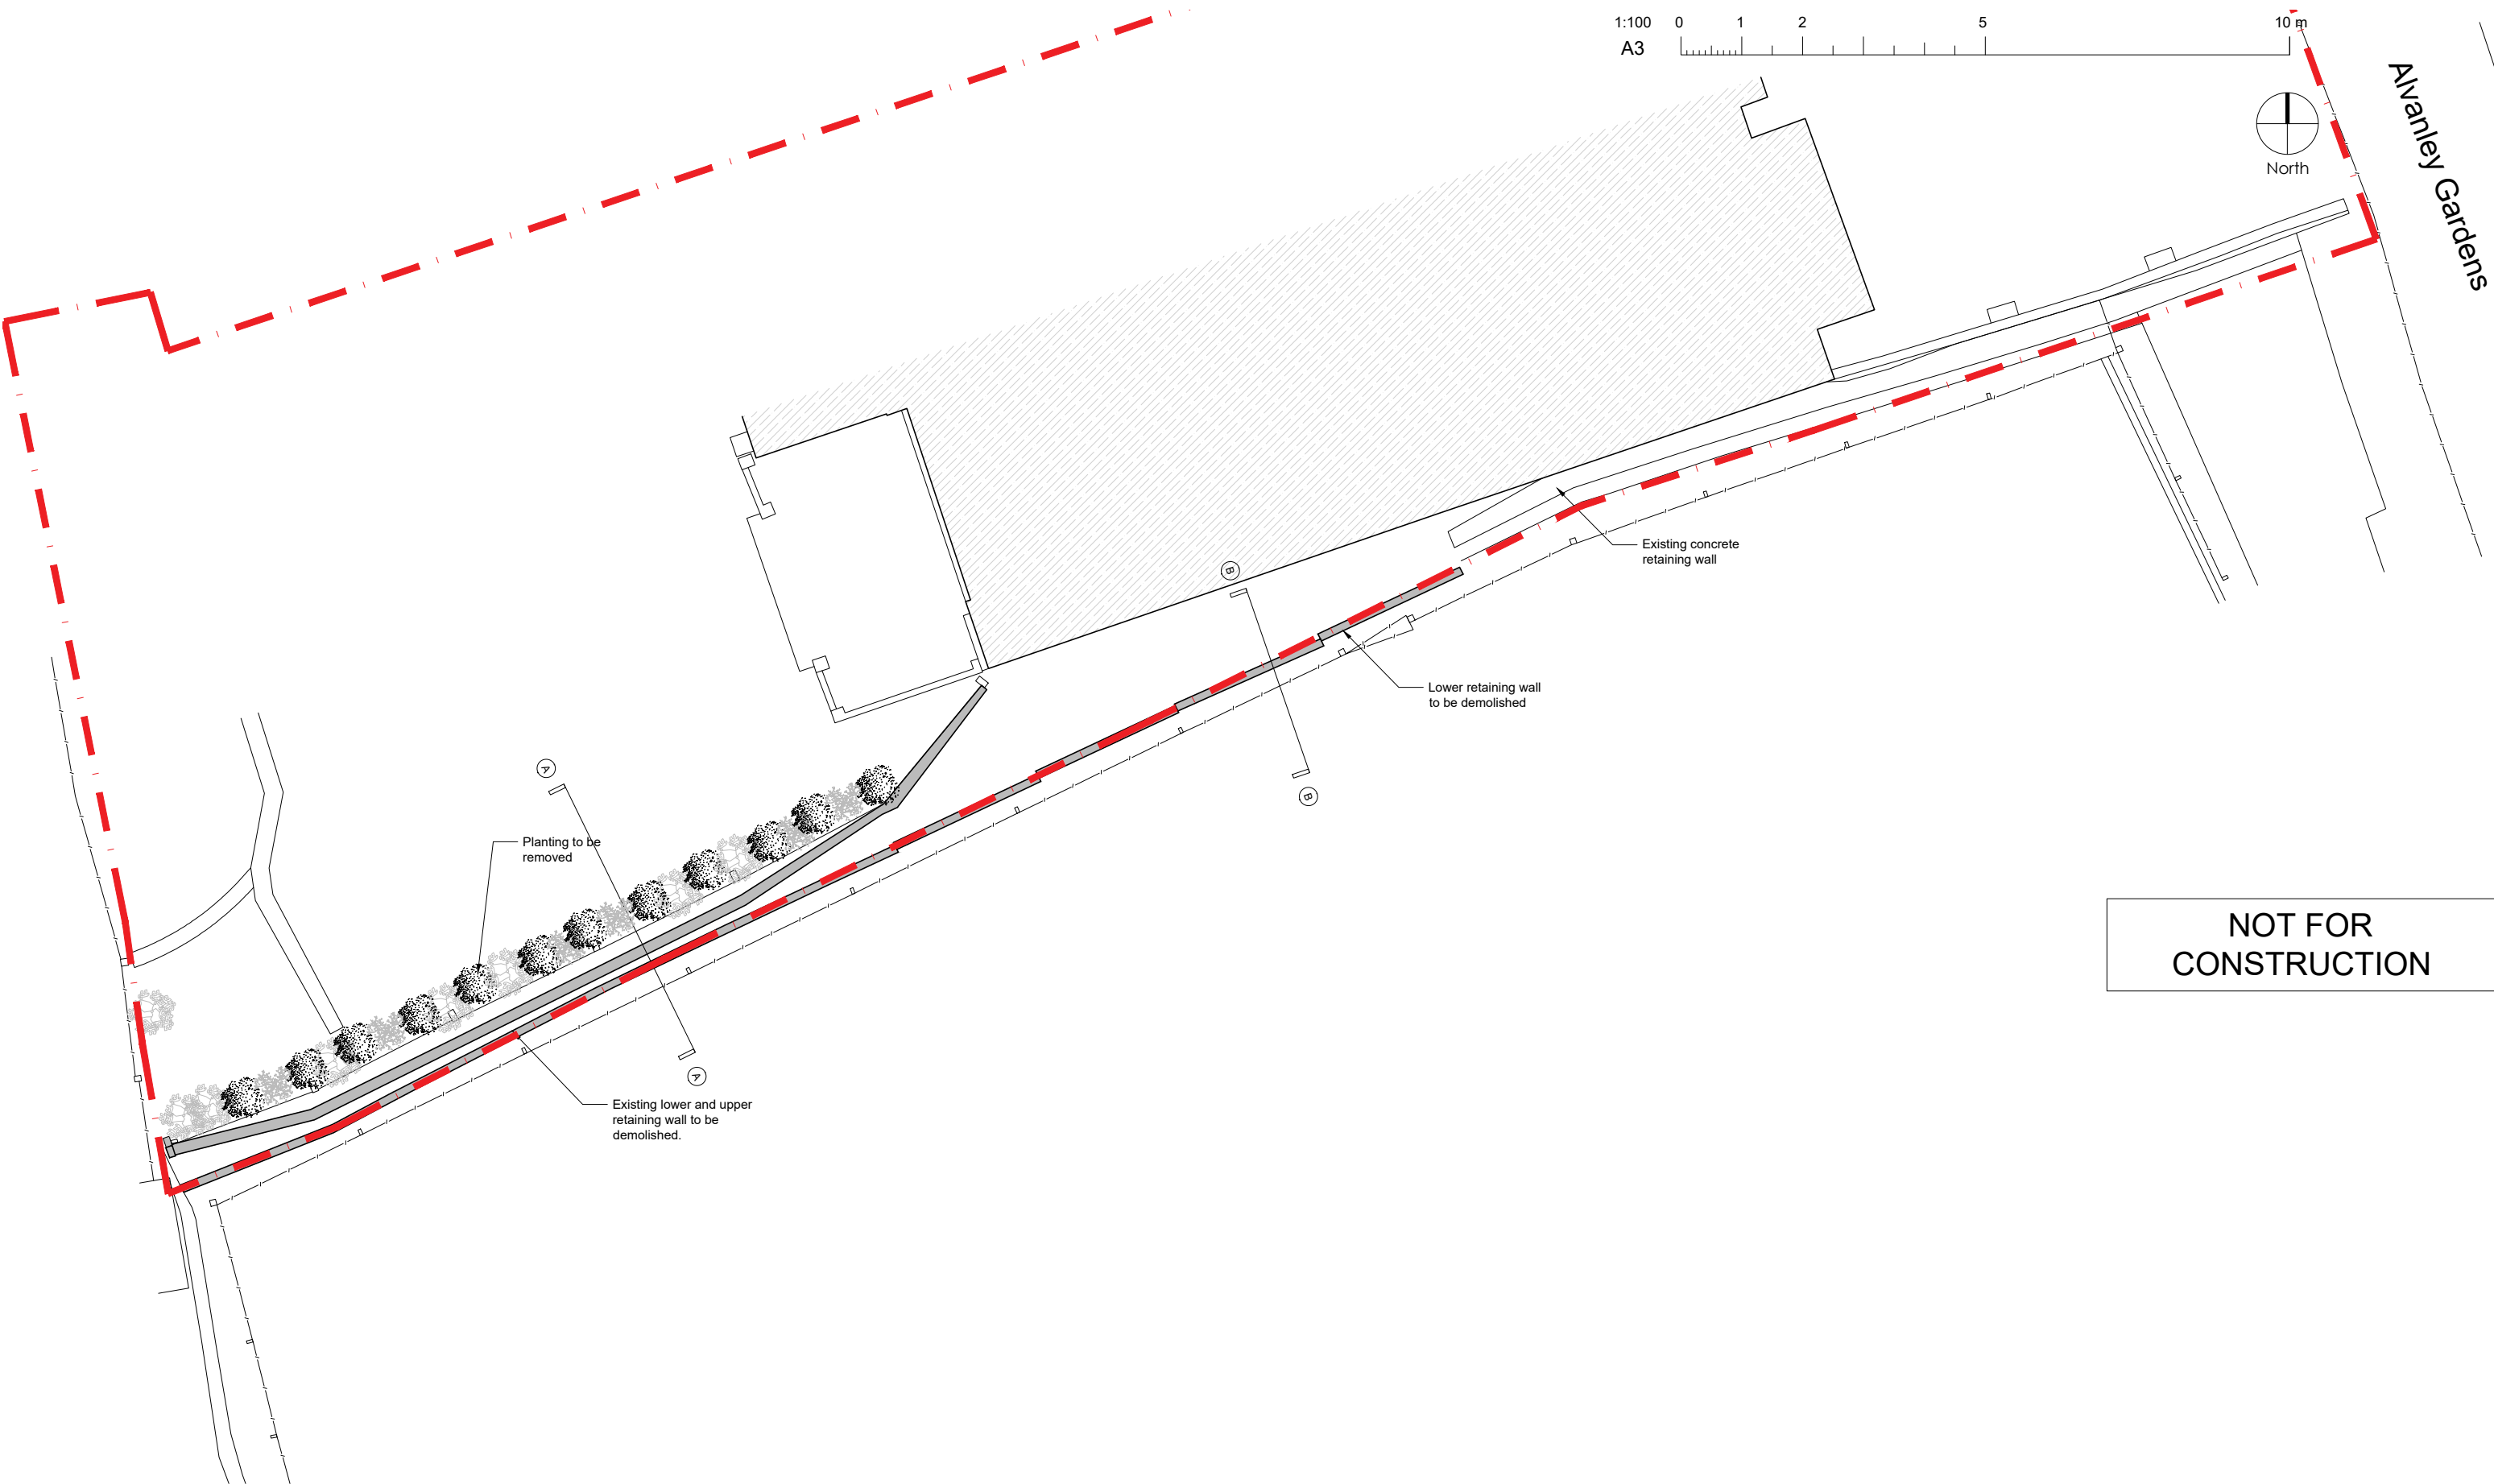 1:100 0 1 2 5 10 m
A3
Alvanley Gardens
North
Existing concrete
retaining wall
B
Lower retaining wall
to be demolished
A
B
Planting to be
removed
NOT FOR
CONSTRUCTION
A
Existing lower and upper
retaining wall to be
demolished.